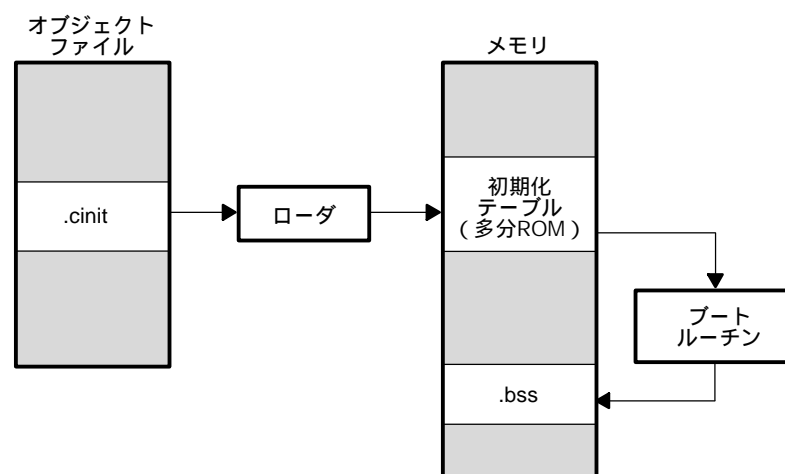 オブジェクト
ファイル
メモリ
.cinit
ローダ
初期化
テーブル
(多分ROM)
ブート
ルーチン
.bss